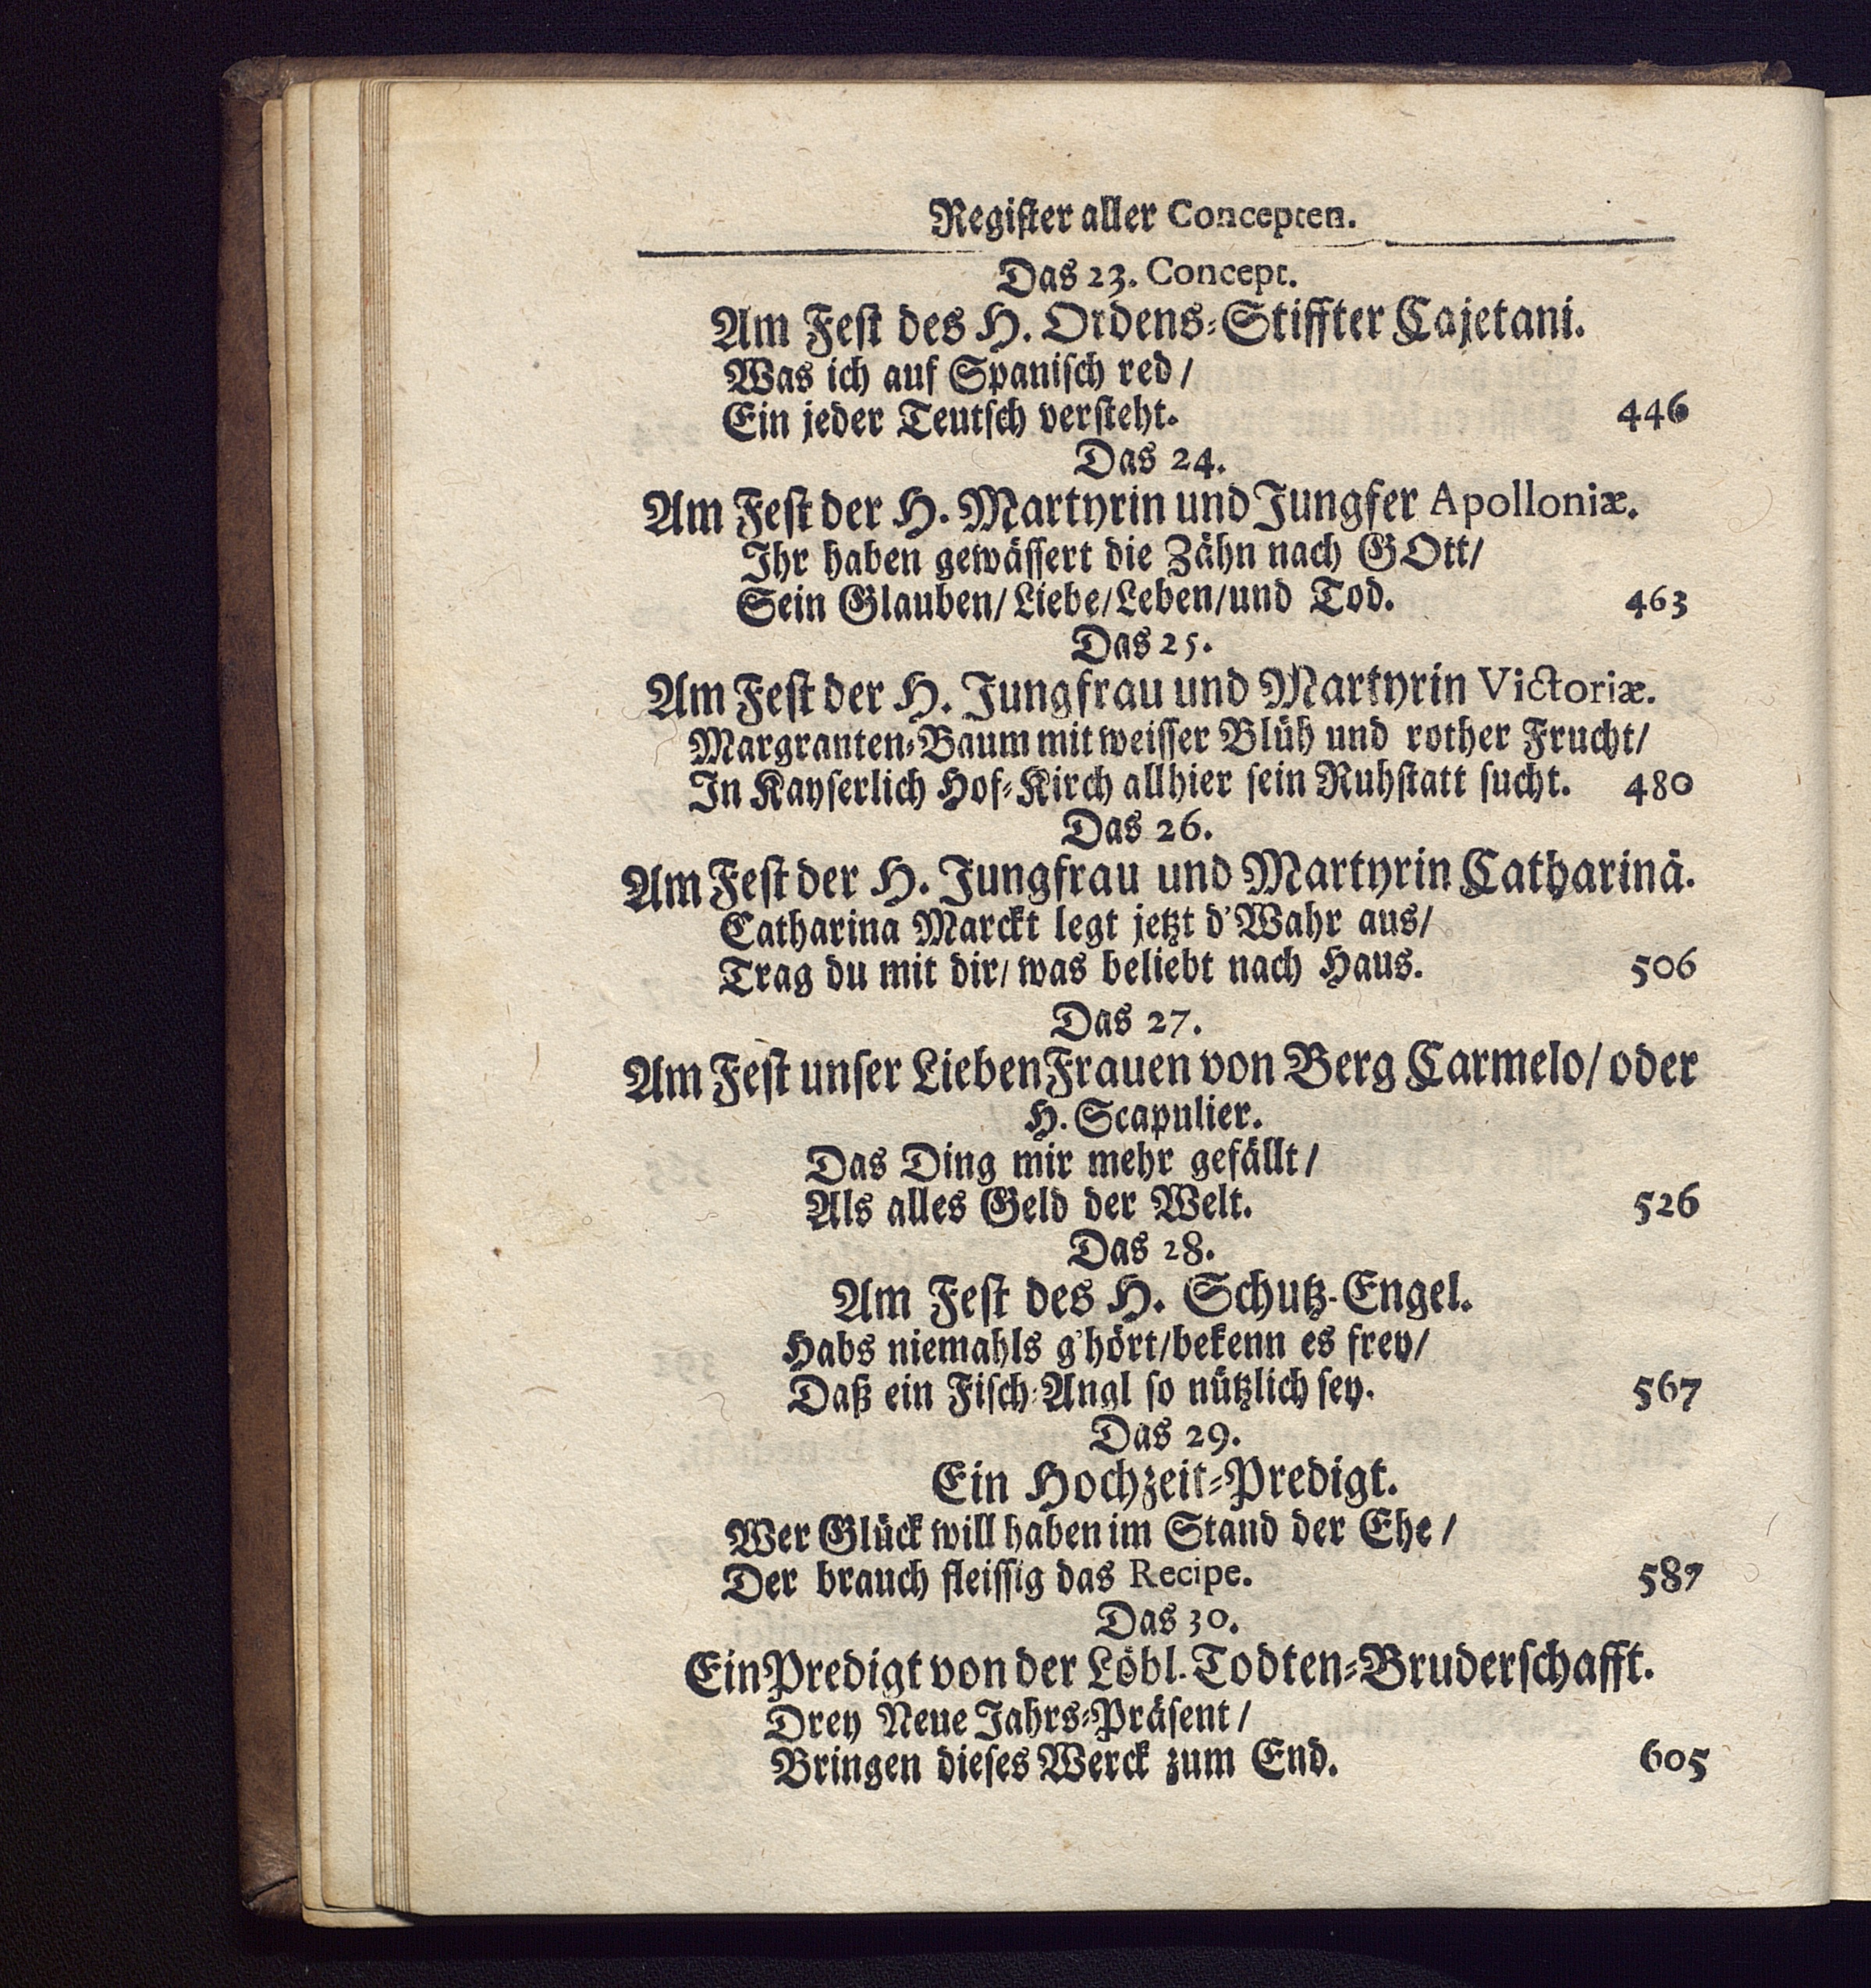 Register aller Concepten.
Das 23. Concept.
Am Fest des H. Ordens-Stiffter Cajetani.
Was ich auf Spanisch red /
Ein jeder Teutsch versteht. 446
Das 24.
Am Fest der H. Martyrin und Jungfer Apolloniæ.
Ihr haben gewässert die Zähn nach GOtt/
Sein Glauben/ Liebe/ Leben/und Tod. 463
Das 25.
Am Fest der H. Jungfrau und Martyrin Victoriæ.
Margranten-Baum mit weisser Blüh und rother Frucht/
In Kayserlich Hof-Kirch allhier sein Ruhstatt sucht. 480
Das 26.
Am Fest der H. Jungfrau und Martyrin Catharinä.
Catharina Marckt legt jetzt d'Wahr aus/
Trag du mit dir/ was beliebt nach Haus. 506
Das 27.
Am Fest unser Lieben Frauen von Berg Carmelo/ oder
H. Scapulier.
Das Ding mir mehr gefällt /
Als alles Geld der Welt. 526
Das 28.
Am Fest des H. Schutz-Engel.
Habs niemahls g'hört/bekenn es frey/
Daß ein Fisch-Angl so nützlich sey. 567
Das 29.
Ein Hochzeit-Predigt.
Wer Glück will haben im Stand der Ehe /
Der brauch fleissig das Recipe. 587
Das 30.
Ein Predigt von der Löbl. Todten-Bruderschafft.
Drey Neue Jahrs-Präsent /
Bringen dieses Werck zum End. 605